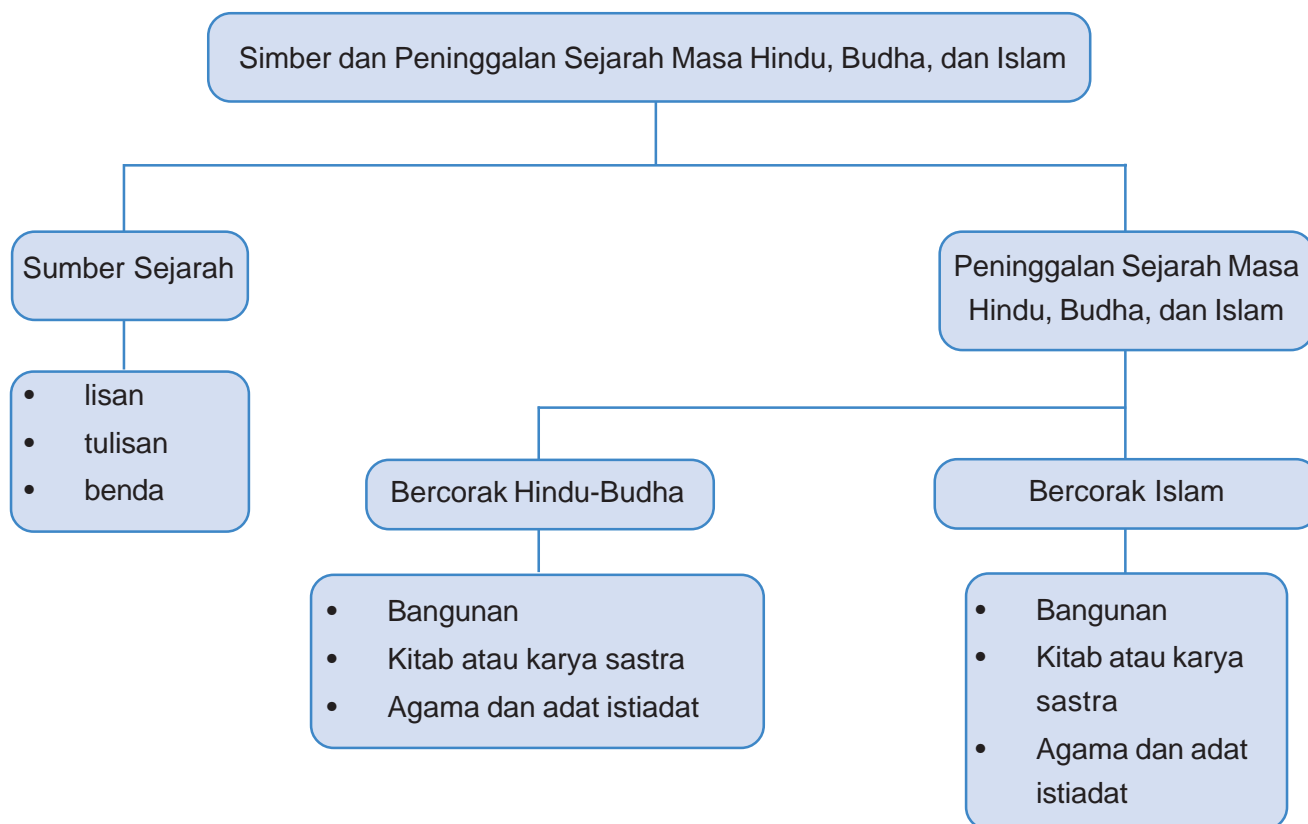 Simber dan Peninggalan Sejarah Masa Hindu, Budha, dan Islam
Sumber Sejarah
• lisan
• tulisan
• benda
Peninggalan Sejarah Masa
Hindu, Budha, dan Islam
Bercorak Hindu-Budha
• Bangunan
• Kitab atau karya sastra
• Agama dan adat istiadat
Bercorak Islam
• Bangunan
• Kitab atau karya
sastra
• Agama dan adat
istiadat